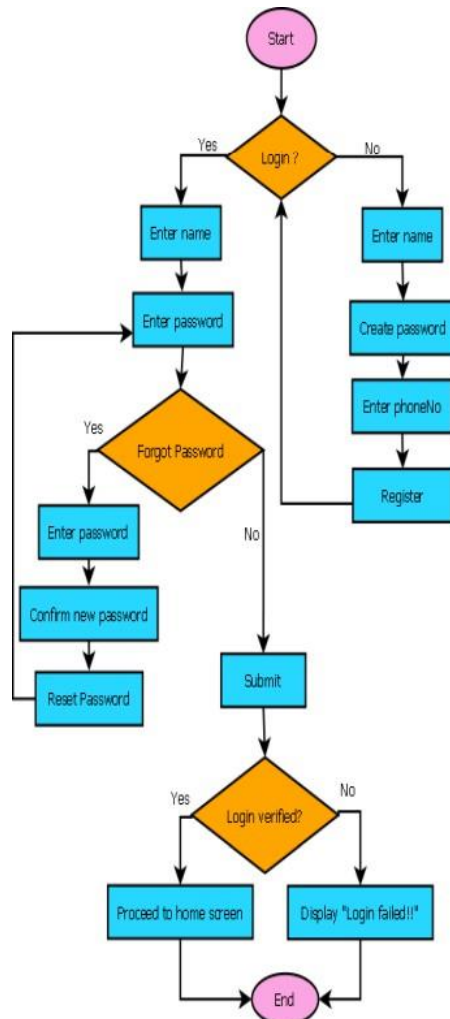 Start
Login ?
Yes
No
Enter name
Enter name
Enter password
Create password
Enter phoneNo
Register
Forgot Password
Yes
No
Enter password
Confirm new password
Reset Password
Submit
Login verified?
Yes
No
Proceed to home screen
Display "Login failed!!"
End